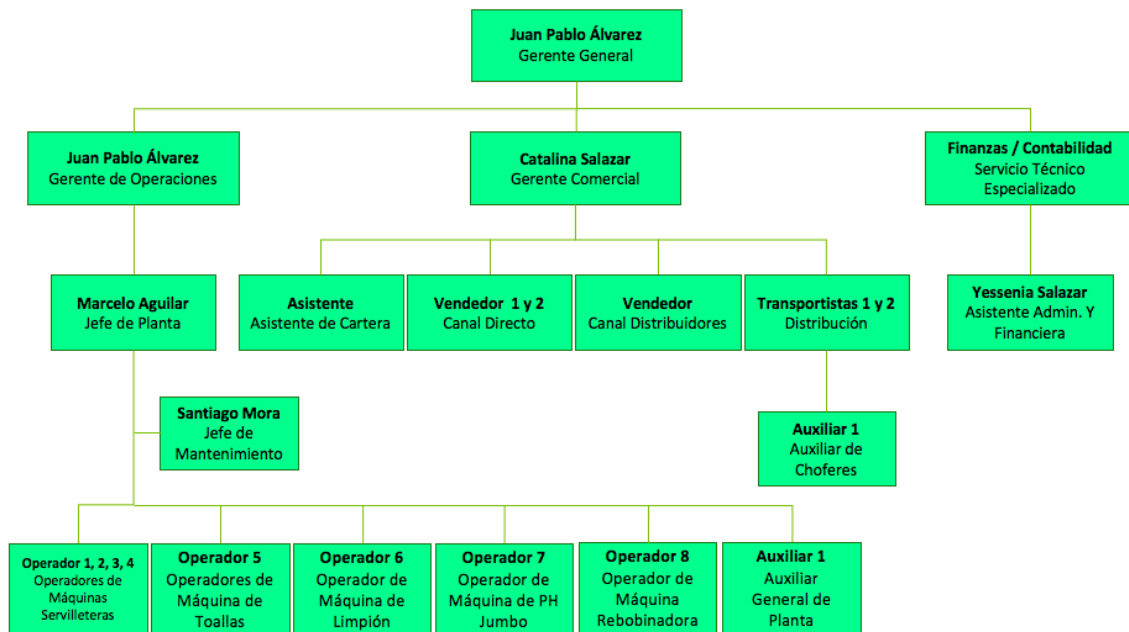 Juan Pablo Álvarez
Gerente General
Juan Pablo Álvarez
Gerente de Operaciones
Catalina Salazar
Gerente Comercial
Finanzas / Contabilidad
Servicio Técnico
Especializado
Marcelo Aguilar
Jefe de Planta
Asistente
Asistente de Cartera
Vendedor 1 y 2
Canal Directo
Vendedor
Canal Distribuidores
Transportistas 1 y 2
Distribución
Yessenia Salazar
Asistente Admin. Y
Financiera
Santiago Mora
Jefe de
Mantenimiento
Auxiliar 1
Auxiliar de
Choferes
Operador 1, 2, 3, 4
Operadores de
Máquinas
Servilleteras
Operador 5
Operadores de
Máquina de
Toallas
Operador 6
Operador de
Máquina de
Limpión
Operador 7
Operador de
Máquina de PH
Jumbo
Operador 8
Operador de
Máquina
Rebobinadora
Auxiliar 1
Auxiliar
General de
Planta